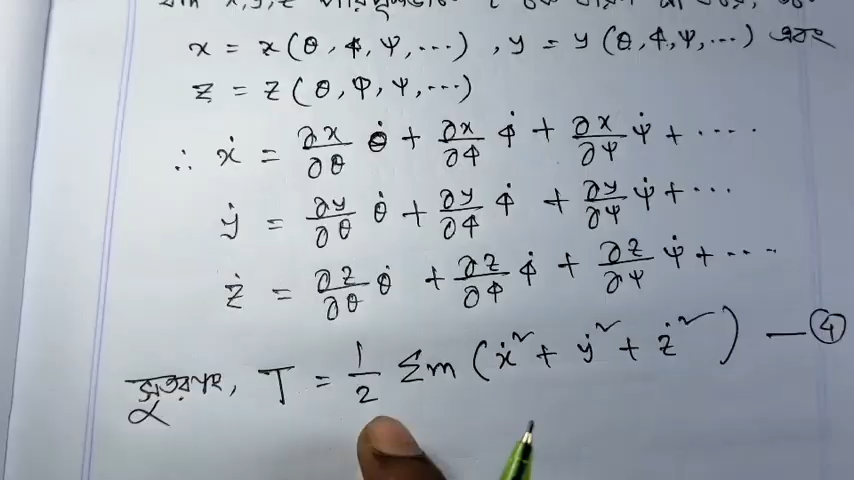 x, y, z
x = x(θ, ϕ, ψ, ...) , y = y(θ, ϕ, ψ, ...) এবং
z = z(θ, ϕ, ψ, ...)
∴ ẋ = ∂x/∂θ θ̇ + ∂x/∂ϕ ϕ̇ + ∂x/∂ψ ψ̇ + ....
ẏ = ∂y/∂θ θ̇ + ∂y/∂ϕ ϕ̇ + ∂y/∂ψ ψ̇ + ...
ż = ∂z/∂θ θ̇ + ∂z/∂ϕ ϕ̇ + ∂z/∂ψ ψ̇ + ....
সুতরাং, T = 1/2 Σm (ẋ² + ẏ² + ż²) — ④